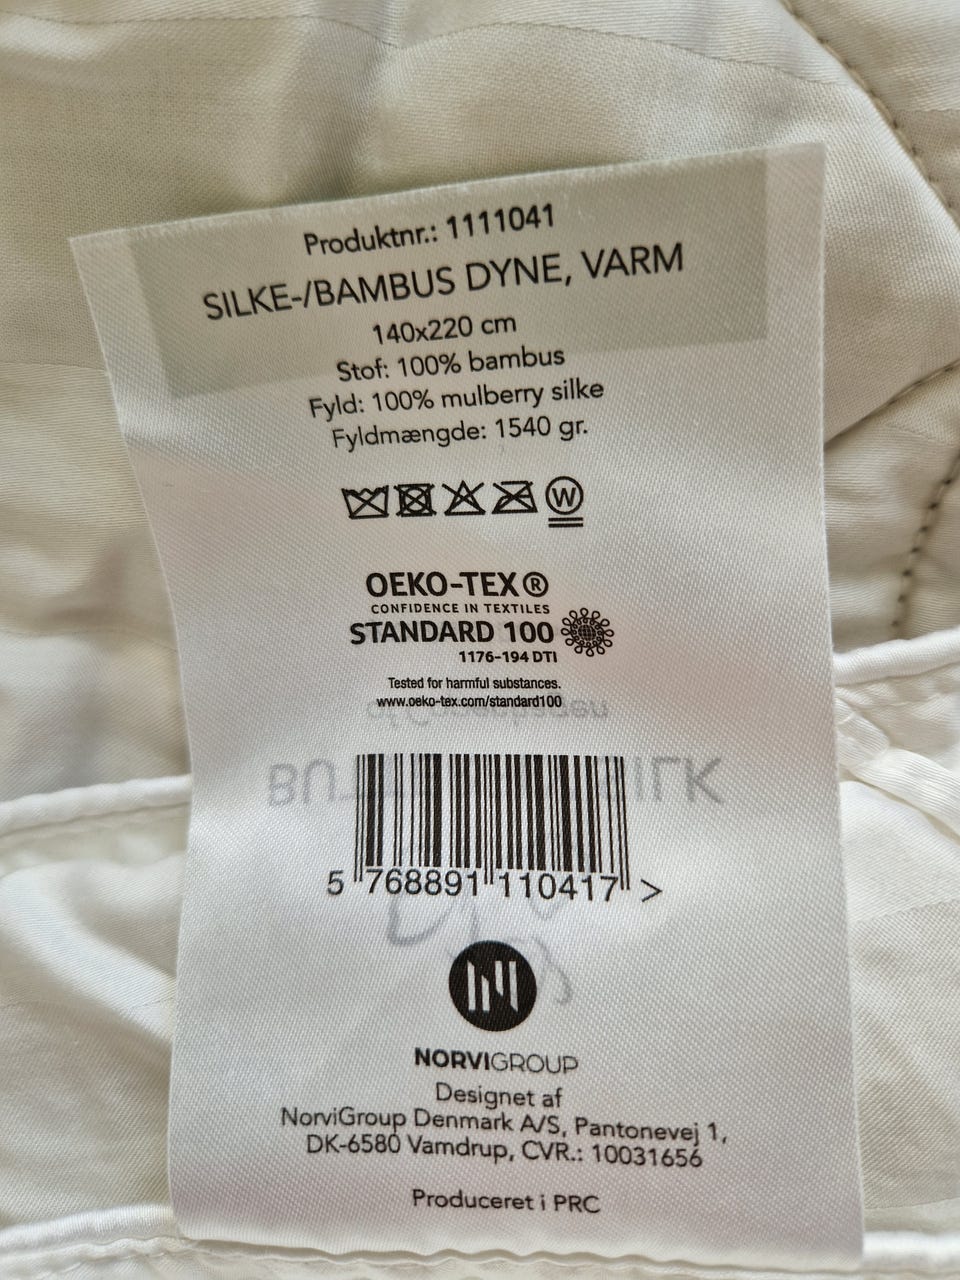 Produktnr.: 1111041
SILKE-/BAMBUS DYNE, VARM
140x220 cm
Stof: 100% bambus
Fyld: 100% mulberry silke
Fyldmængde: 1540 gr.
W
OEKO-TEX®
CONFIDENCE IN TEXTILES
STANDARD 100
1176-194 DTI
Tested for harmful substances.
www.oeko-tex.com/standard100
5 768891 110417 >
NORVIGROUP
Designet af
NorviGroup Denmark A/S, Pantonevej 1,
DK-6580 Vamdrup, CVR.: 10031656
Produceret i PRC